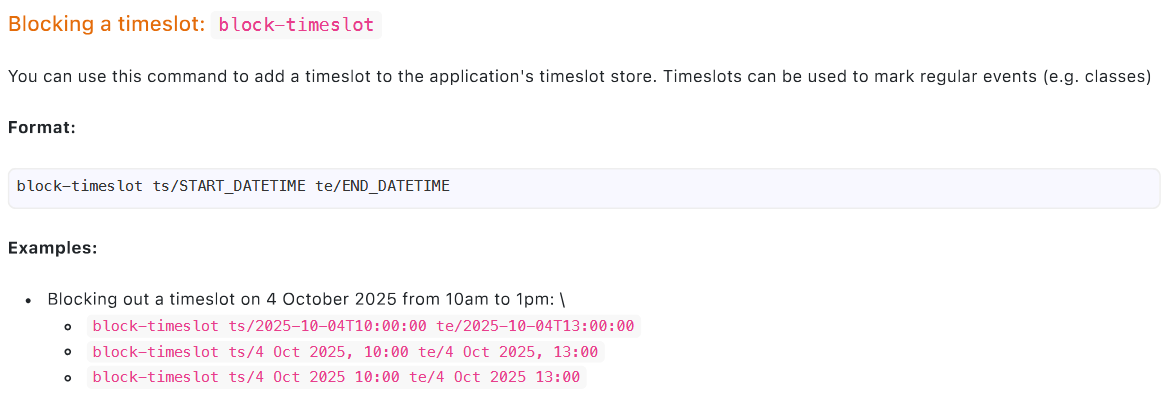 Blocking a timeslot: block-timeslot
You can use this command to add a timeslot to the application's timeslot store. Timeslots can be used to mark regular events (e.g. classes)
Format:
block-timeslot ts/START_DATETIME te/END_DATETIME
Examples:
• Blocking out a timeslot on 4 October 2025 from 10am to 1pm: \
block-timeslot ts/2025-10-04T10:00:00 te/2025-10-04T13:00:00
block-timeslot ts/4 Oct 2025, 10:00 te/4 Oct 2025, 13:00
block-timeslot ts/4 Oct 2025 10:00 te/4 Oct 2025 13:00